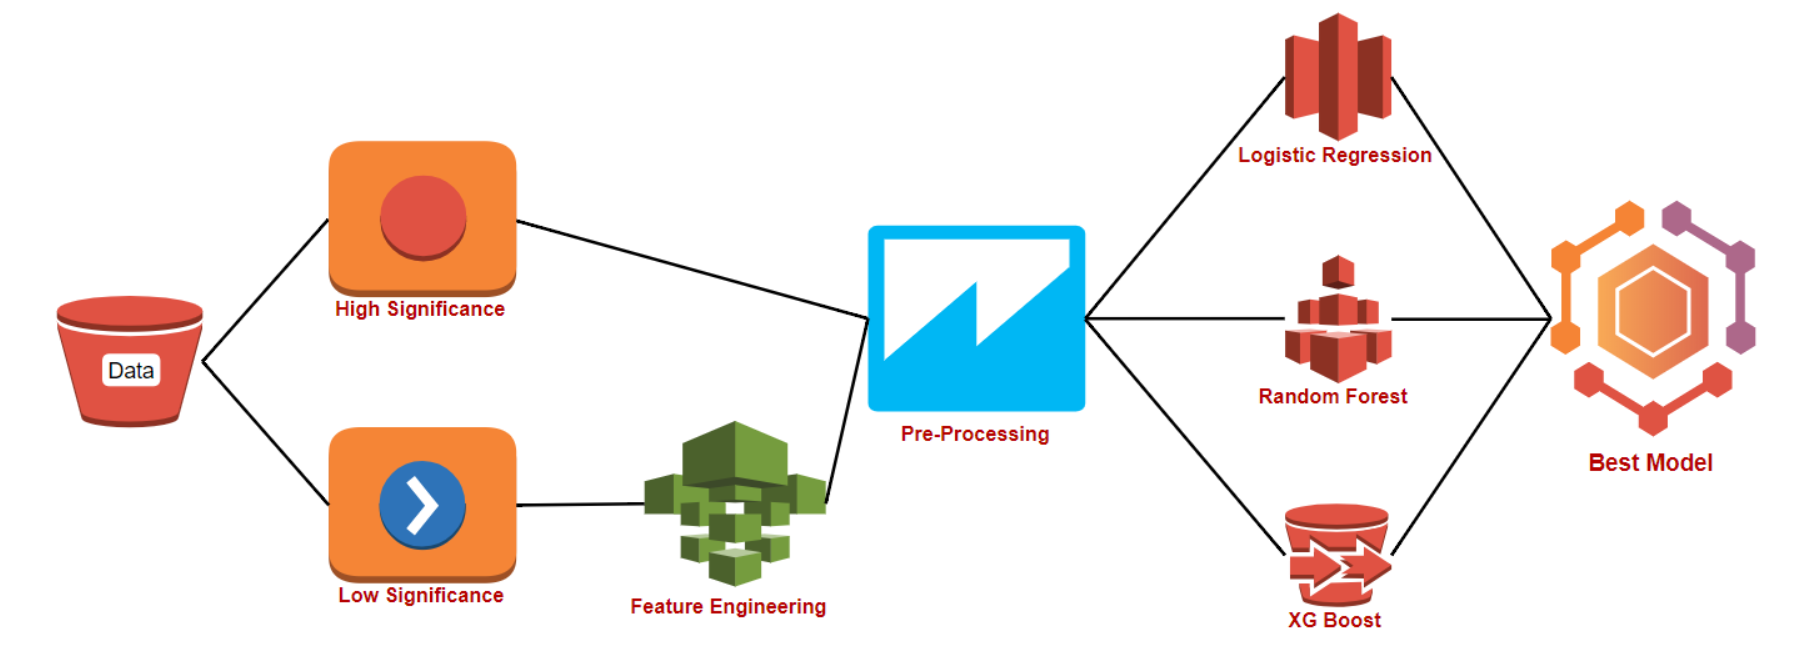 Data
High Significance
Low Significance
Feature Engineering
Pre-Processing
Logistic Regression
Random Forest
XG Boost
Best Model